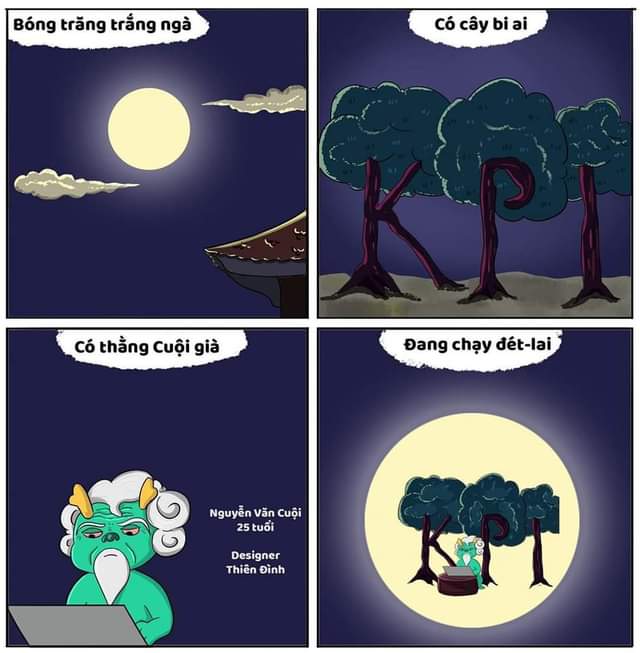 Bóng trăng trắng ngà
Có cây bi ai
KPI
Có thằng Cuội già
Nguyễn Văn Cuội
25 tuổi
Designer
Thiên Đình
Đang chạy đét-lai
KPI